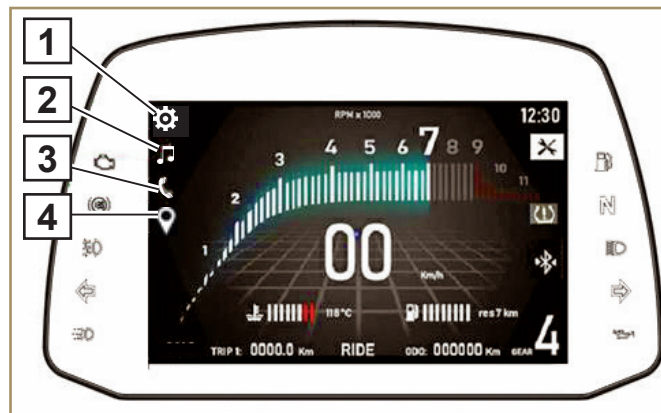 1
2
3
4
RPM x 1000
12:30
1
2
3
4
5
6
7
8
9
10
11
N
00
Km/h
118°C
res 7 km
----
TRIP 1: 0000.0 Km
RIDE
ODO: 000000 Km
GEAR 4